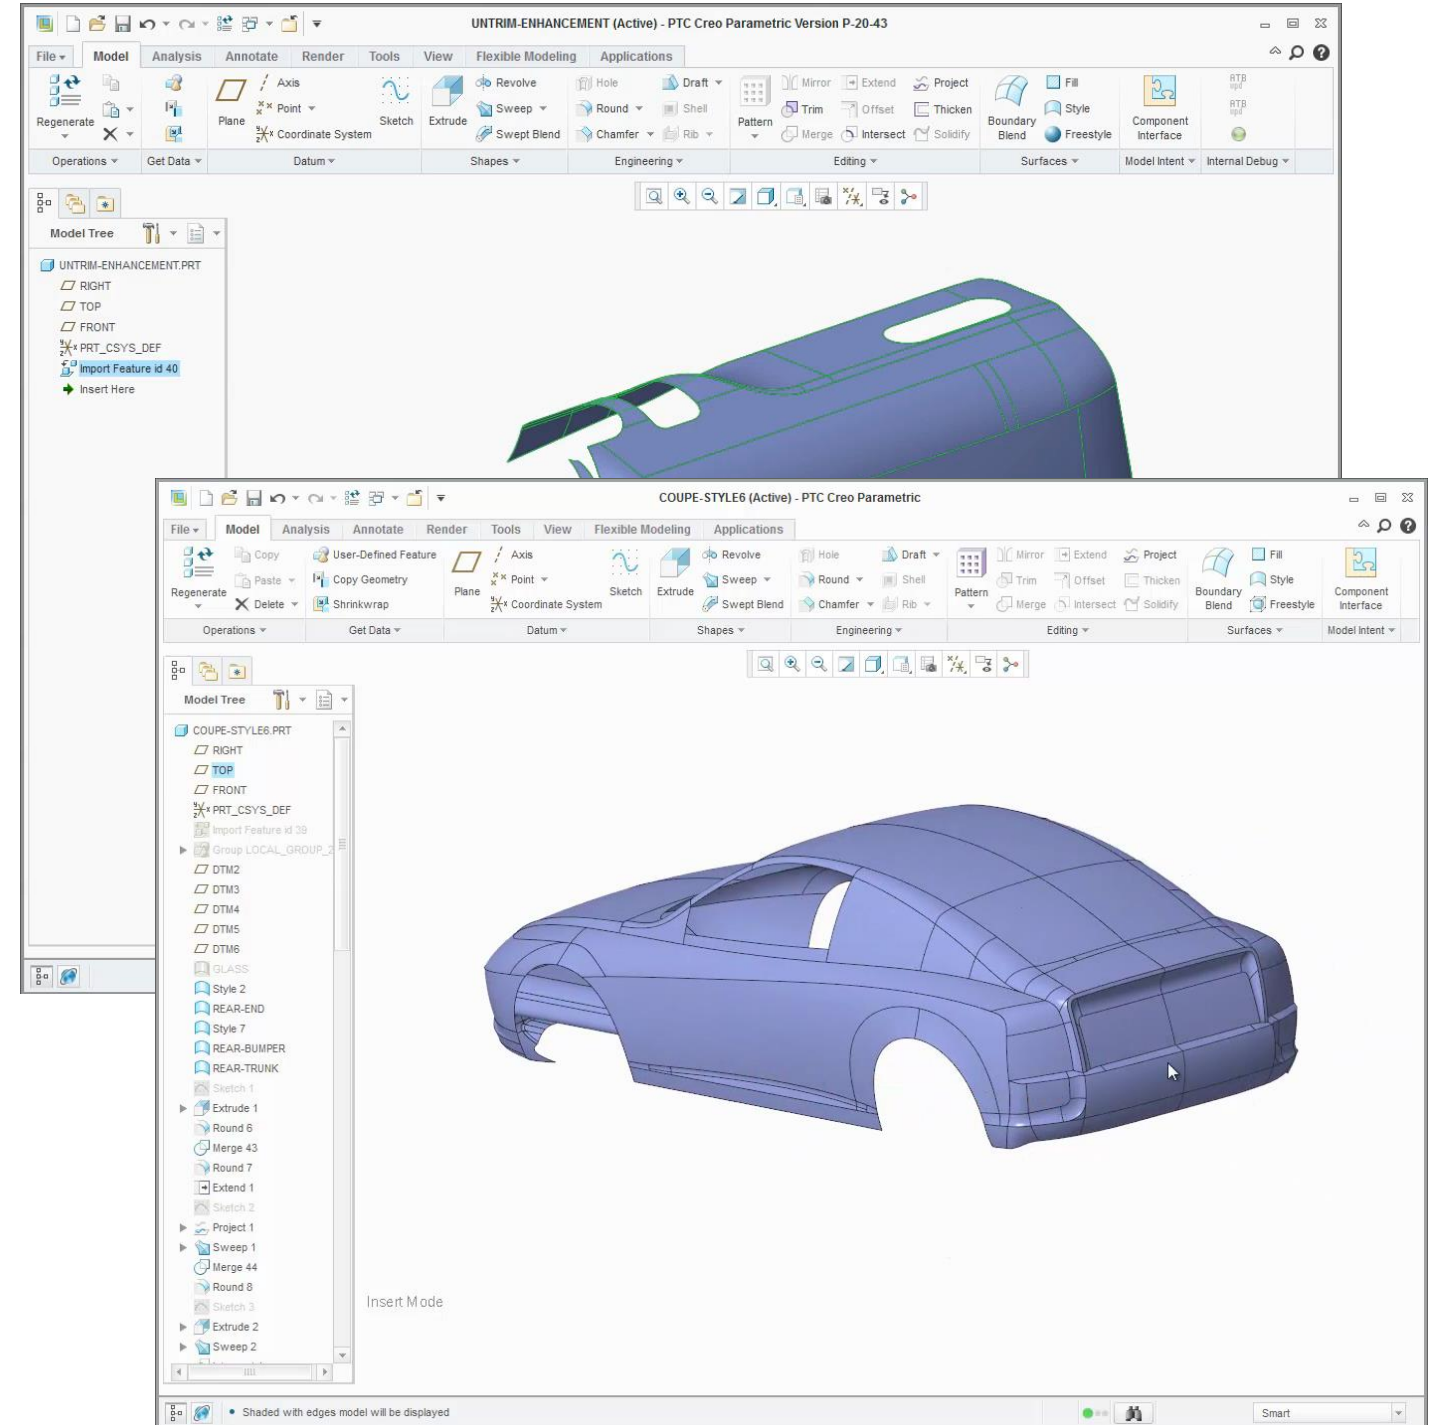 UNTRIM-ENHANCEMENT (Active) - PTC Creo Parametric Version P-20-43
File Model Analysis Annotate Render Tools View Flexible Modeling Applications
Regenerate
Plane
Axis
Point
Coordinate System
Sketch
Extrude
Revolve
Sweep
Swept Blend
Hole
Round
Chamfer
Draft
Shell
Rib
Pattern
Mirror
Trim
Merge
Extend
Offset
Intersect
Project
Thicken
Solidify
Boundary
Blend
Fill
Style
Freestyle
Component
Interface
ATB
upd
ATB
upd
Operations Get Data Datum Shapes Engineering Editing Surfaces Model Intent Internal Debug
Model Tree
UNTRIM-ENHANCEMENT.PRT
RIGHT
TOP
FRONT
PRT_CSYS_DEF
Import Feature id 40
Insert Here
COUPE-STYLE6 (Active) - PTC Creo Parametric
File Model Analysis Annotate Render Tools View Flexible Modeling Applications
Regenerate
Copy
Paste
Delete
User-Defined Feature
Copy Geometry
Shrinkwrap
Plane
Axis
Point
Coordinate System
Sketch
Extrude
Revolve
Sweep
Swept Blend
Hole
Round
Chamfer
Draft
Shell
Rib
Pattern
Mirror
Trim
Merge
Extend
Offset
Intersect
Project
Thicken
Solidify
Boundary
Blend
Fill
Style
Freestyle
Component
Interface
Operations Get Data Datum Shapes Engineering Editing Surfaces Model Intent
Model Tree
COUPE-STYLE6.PRT
RIGHT
TOP
FRONT
PRT_CSYS_DEF
Import Feature id 39
Group LOCAL_GROUP_2
DTM2
DTM3
DTM4
DTM5
DTM6
GLASS
Style 2
REAR-END
Style 7
REAR-BUMPER
REAR-TRUNK
Sketch 1
Extrude 1
Round 6
Merge 43
Round 7
Extend 1
Sketch 2
Project 1
Sweep 1
Merge 44
Round 8
Sketch 3
Extrude 2
Sweep 2
Insert Mode
• Shaded with edges model will be displayed
Smart